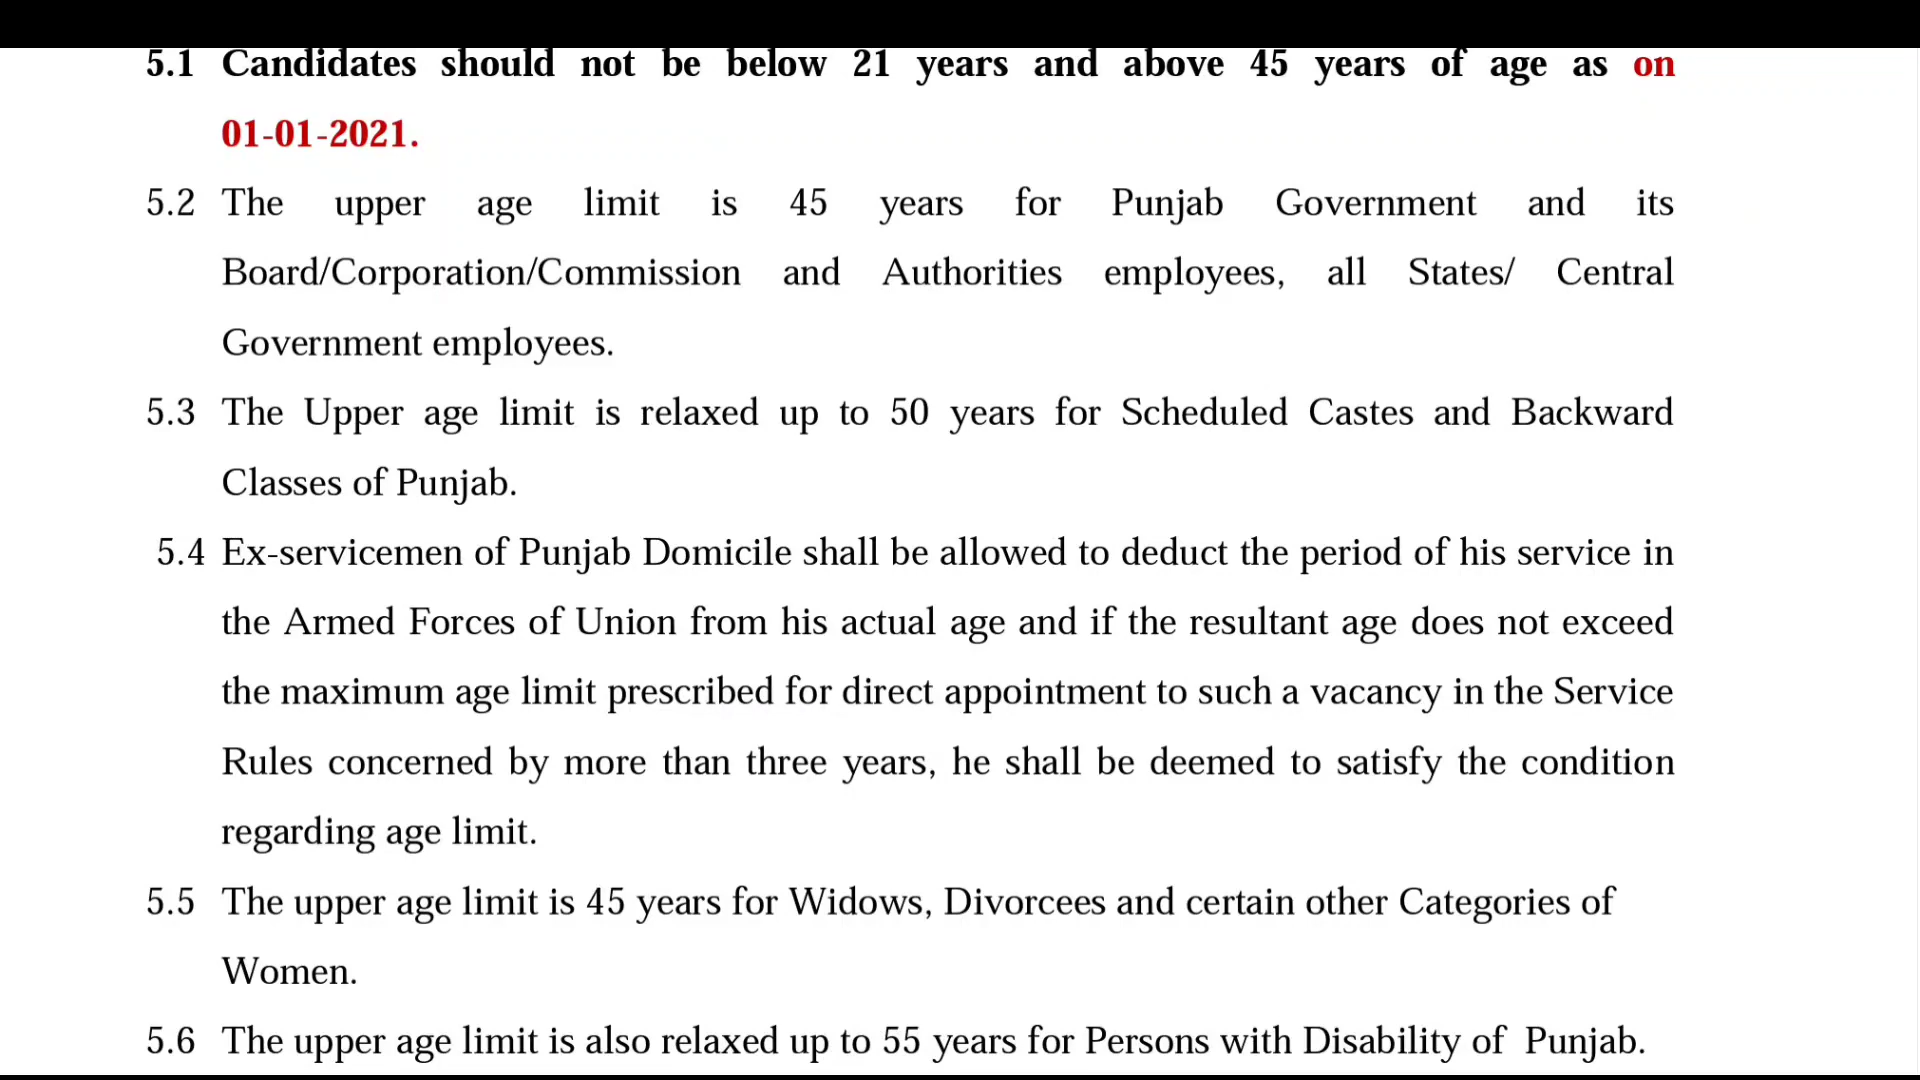 5.1 Candidates should not be below 21 years and above 45 years of age as on
01-01-2021.
5.2 The upper age limit is 45 years for Punjab Government and its
Board/Corporation/Commission and Authorities employees, all States/ Central
Government employees.
5.3 The Upper age limit is relaxed up to 50 years for Scheduled Castes and Backward
Classes of Punjab.
5.4 Ex-servicemen of Punjab Domicile shall be allowed to deduct the period of his service in
the Armed Forces of Union from his actual age and if the resultant age does not exceed
the maximum age limit prescribed for direct appointment to such a vacancy in the Service
Rules concerned by more than three years, he shall be deemed to satisfy the condition
regarding age limit.
5.5 The upper age limit is 45 years for Widows, Divorcees and certain other Categories of
Women.
5.6 The upper age limit is also relaxed up to 55 years for Persons with Disability of Punjab.